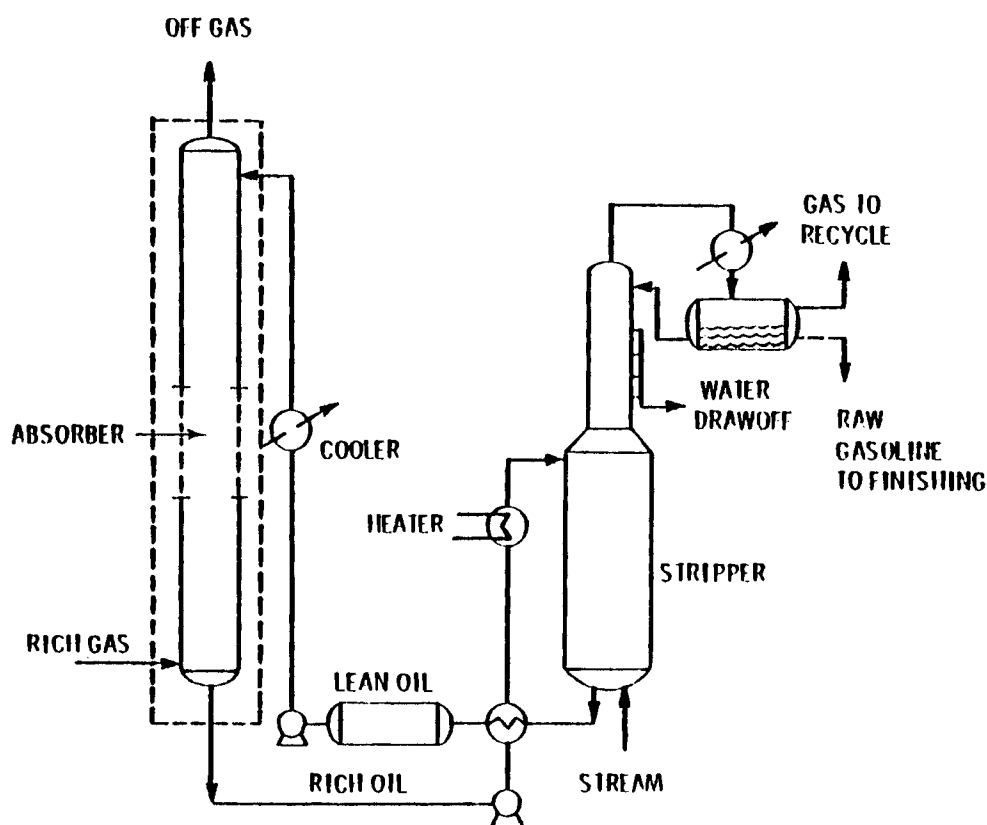 OFF GAS
GAS TO
RECYCLE
WATER
DRAWOFF
RAW
GASOLINE
TO FINISHING
ABSORBER
COOLER
HEATER
STRIPPER
RICH GAS
LEAN OIL
RICH OIL
STREAM